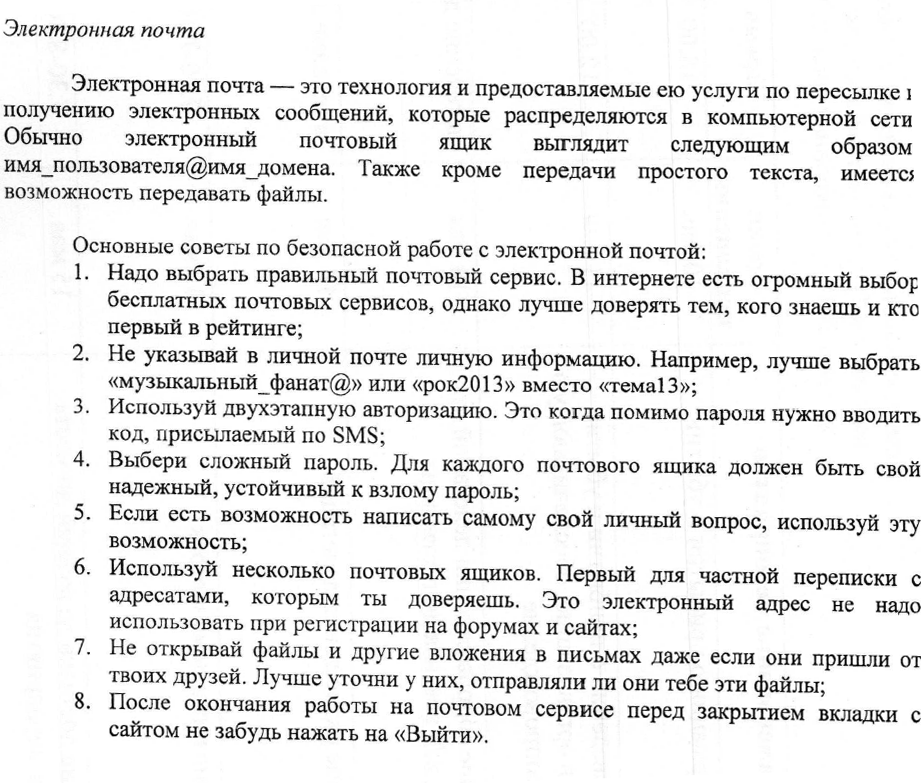 Электронная почта
Электронная почта — это технология и предоставляемые ею услуги по пересылке
получению электронных сообщений, которые распределяются в компьютерной сети
Обычно электронный почтовый ящик выглядит следующим образом
имя_пользователя@имя_домена. Также кроме передачи простого текста, имеется
возможность передавать файлы.
Основные советы по безопасной работе с электронной почтой:
1. Надо выбрать правильный почтовый сервис. В интернете есть огромный выбор
бесплатных почтовых сервисов, однако лучше доверять тем, кого знаешь и кто
первый в рейтинге;
2. Не указывай в личной почте личную информацию. Например, лучше выбрать
«музыкальный_фанат@» или «рок2013» вместо «тема13»;
3. Используй двухэтапную авторизацию. Это когда помимо пароля нужно вводить
код, присылаемый по SMS;
4. Выбери сложный пароль. Для каждого почтового ящика должен быть свой
надежный, устойчивый к взлому пароль;
5. Если есть возможность написать самому свой личный вопрос, используй эту
возможность;
6. Используй несколько почтовых ящиков. Первый для частной переписки с
адресатами, которым ты доверяешь. Это электронный адрес не надо
использовать при регистрации на форумах и сайтах;
7. Не открывай файлы и другие вложения в письмах даже если они пришли от
твоих друзей. Лучше уточни у них, отправляли ли они тебе эти файлы;
8. После окончания работы на почтовом сервисе перед закрытием вкладки с
сайтом не забудь нажать на «Выйти».